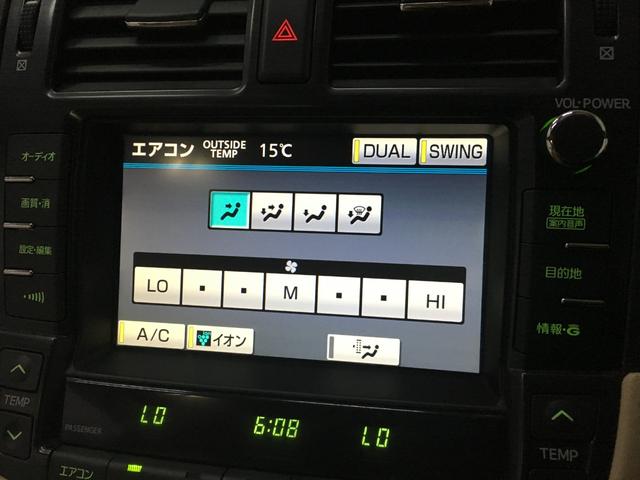 VOL·POWER
オーディオ
画質·消
設定·編集
エアコン
OUTSIDE TEMP
15℃
DUAL
SWING
現在地
案内音声
目的地
情報·G
LO
M
HI
A/C
イオン
TEMP
PASSENGER
LO
6:08
LO
TEMP
エアコン